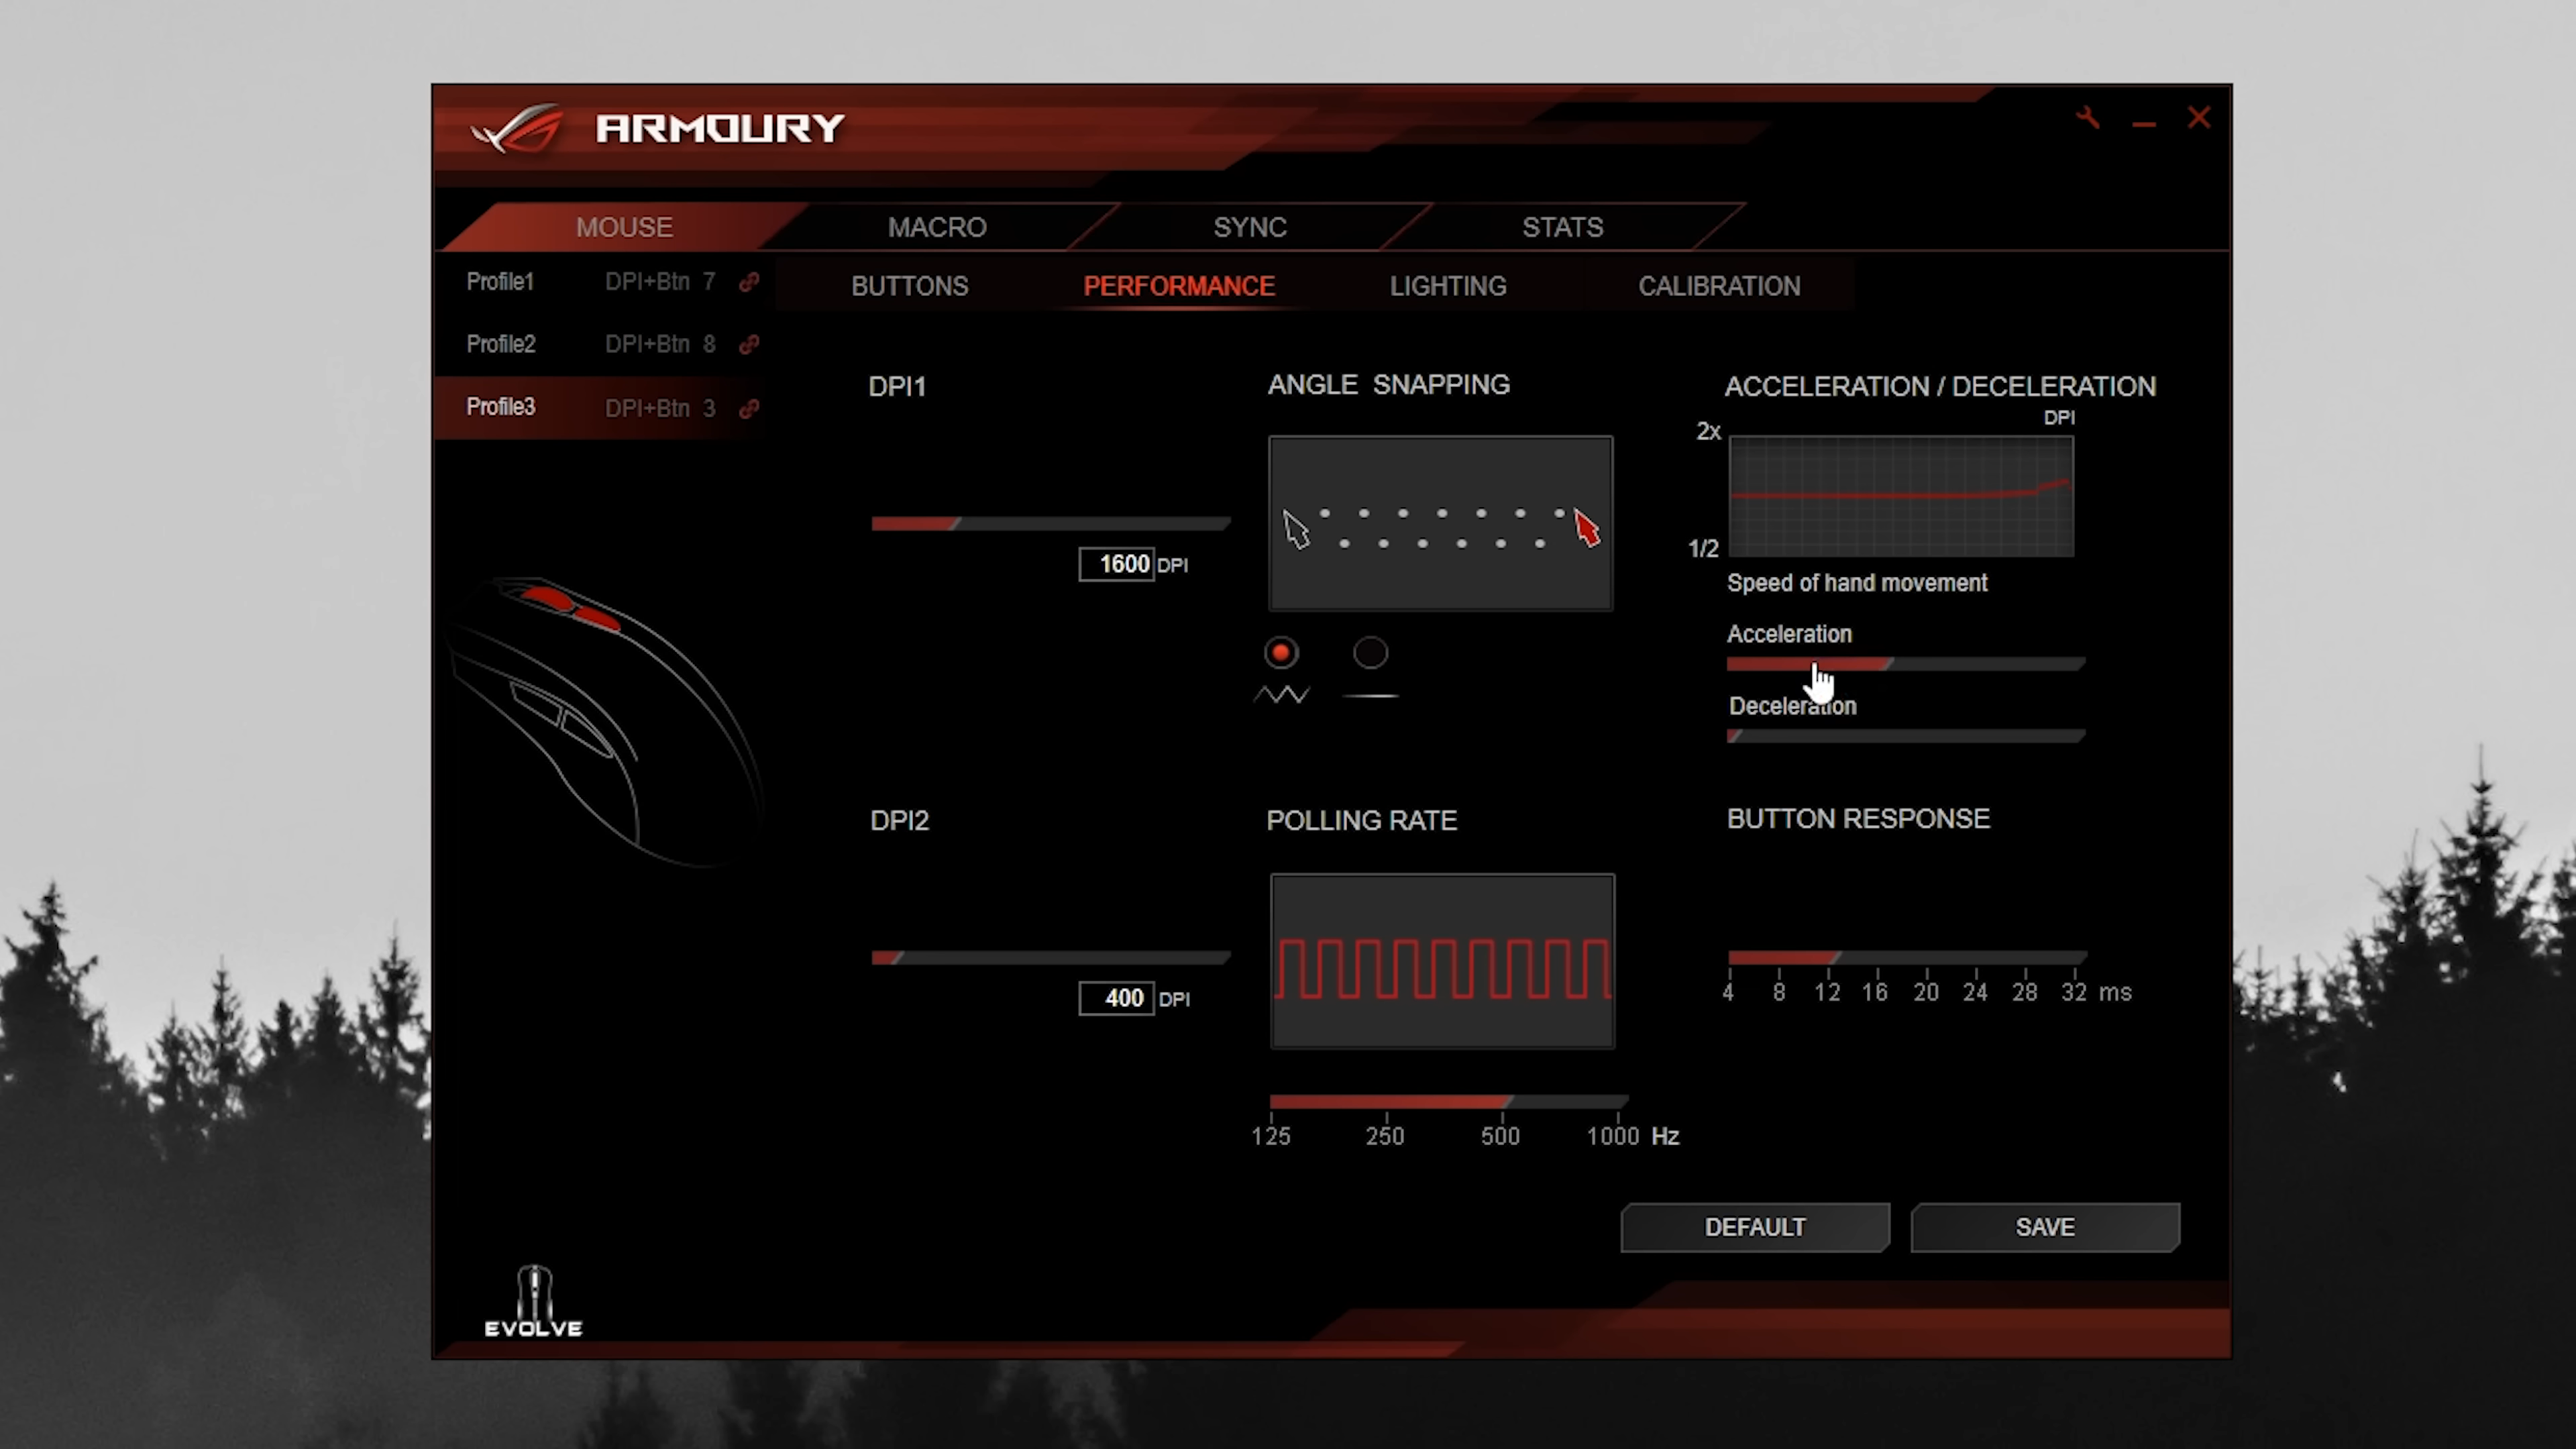 ARMOURY
MOUSE MACRO SYNC STATS
Profile1 DPI+Btn 7
Profile2 DPI+Btn 8
Profile3 DPI+Btn 3
BUTTONS PERFORMANCE LIGHTING CALIBRATION
DPI1
1600 DPI
ANGLE SNAPPING
ACCELERATION / DECELERATION
DPI
2x
1/2
Speed of hand movement
Acceleration
Deceleration
DPI2
400 DPI
POLLING RATE
125 250 500 1000 Hz
BUTTON RESPONSE
4 8 12 16 20 24 28 32 ms
DEFAULT SAVE
EVOLVE